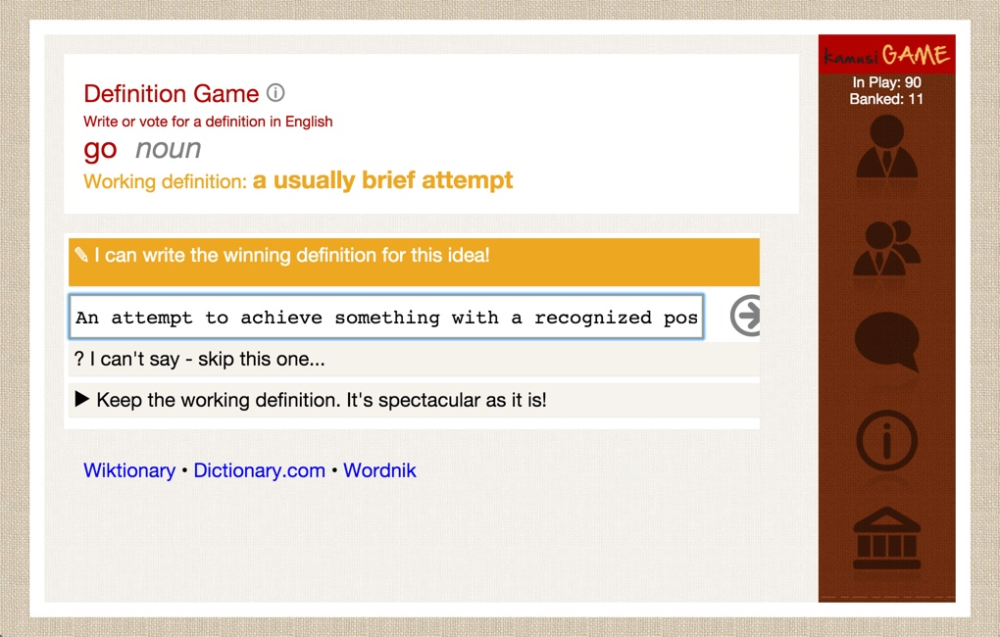 kamusi GAME
In Play: 90
Banked: 11
Definition Game
Write or vote for a definition in English
go noun
Working definition: a usually brief attempt
I can write the winning definition for this idea!
An attempt to achieve something with a recognized pos
? I can't say - skip this one...
Keep the working definition. It's spectacular as it is!
Wiktionary • Dictionary.com • Wordnik